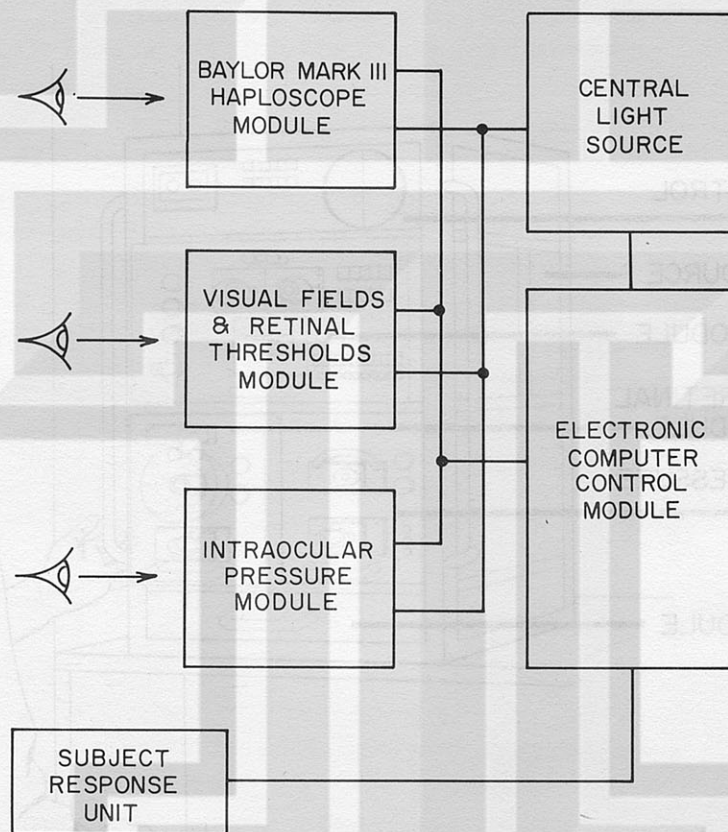 BAYLOR MARK III
HAPLOSCOPE
MODULE
CENTRAL
LIGHT
SOURCE
VISUAL FIELDS
& RETINAL
THRESHOLDS
MODULE
ELECTRONIC
COMPUTER
CONTROL
MODULE
INTRAOCULAR
PRESSURE
MODULE
SUBJECT
RESPONSE
UNIT